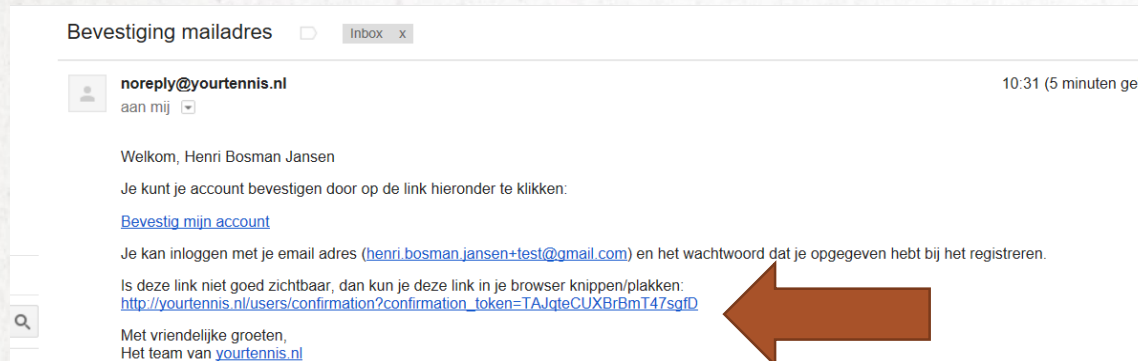 Bevestiging mailadres Inbox x
noreply@yourtennis.nl 10:31 (5 minuten ge
aan mij
Welkom, Henri Bosman Jansen
Je kunt je account bevestigen door op de link hieronder te klikken:
Bevestig mijn account
Je kan inloggen met je email adres (henri.bosman.jansen+test@gmail.com) en het wachtwoord dat je opgegeven hebt bij het registreren.
Is deze link niet goed zichtbaar, dan kun je deze link in je browser knippen/plakken:
http://yourtennis.nl/users/confirmation?confirmation_token=TAJqteCUXBrBmT47sgfD
Met vriendelijke groeten,
Het team van yourtennis.nl